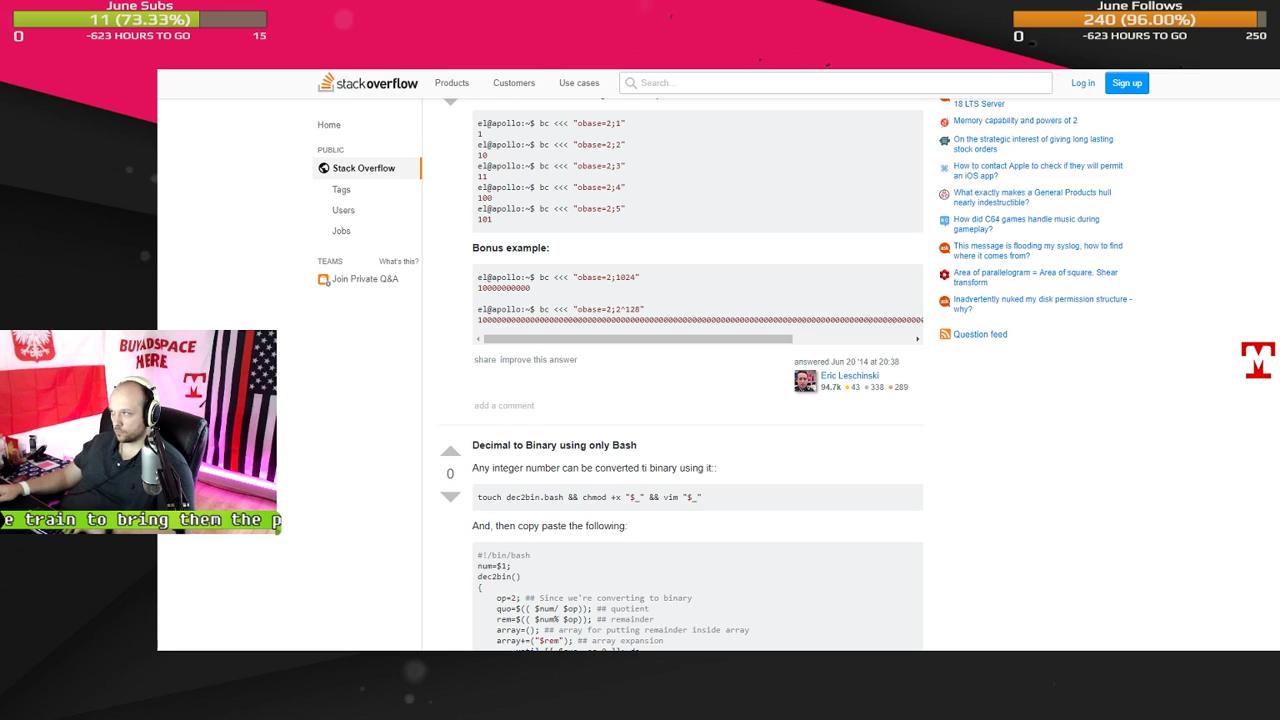 June Subs
11 (73.33%)
0
-623 HOURS TO GO
15
June Follows
240 (96.00%)
0
-623 HOURS TO GO
250
stackoverflow
Products
Customers
Use cases
Search...
Log in
Sign up
Home
PUBLIC
Stack Overflow
Tags
Users
Jobs
TEAMS
What's this?
Join Private Q&A
el@apollo:~$ bc <<< "obase=2;1"
1
el@apollo:~$ bc <<< "obase=2;2"
10
el@apollo:~$ bc <<< "obase=2;3"
11
el@apollo:~$ bc <<< "obase=2;4"
100
el@apollo:~$ bc <<< "obase=2;5"
101
Bonus example:
el@apollo:~$ bc <<< "obase=2;1024"
10000000000
el@apollo:~$ bc <<< "obase=2;2^128"
share improve this answer
answered Jun 20 '14 at 20:38
Eric Leschinski
94.7k 43 338 289
add a comment
Decimal to Binary using only Bash
0
Any integer number can be converted ti binary using it::
touch dec2bin.bash && chmod +x "$_" && vim "$_"
And, then copy paste the following:
#!/bin/bash
num=$1;
dec2bin()
{
op=2; ## Since we're converting to binary
quo=$(( $num/ $op)); ## quotient
rem=$(( $num% $op)); ## remainder
array=(); ## array for putting remainder inside array
array+=("$rem"); ## array expansion
18 LTS Server
Memory capability and powers of 2
On the strategic interest of giving long lasting
stock orders
How to contact Apple to check if they will permit
an iOS app?
What exactly makes a General Products hull
nearly indestructible?
How did C64 games handle music during
gameplay?
This message is flooding my syslog, how to find
where it comes from?
Area of parallelogram = Area of square. Shear
transform
Inadvertently nuked my disk permission structure -
why?
Question feed
BUY ADSPACE
HERE
e train to bring them the p